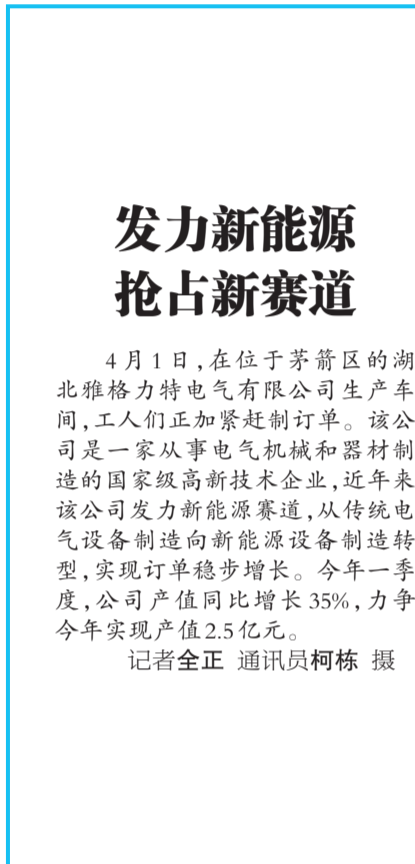 发力新能源
抢占新赛道
4月1日,在位于茅箭区的湖
北雅格力特电气有限公司生产车
间,工人们正加紧赶制订单。该公
司是一家从事电气机械和器材制
造的国家级高新技术企业,近年来
该公司发力新能源赛道,从传统电
气设备制造向新能源设备制造转
型,实现订单稳步增长。今年一季
度,公司产值同比增长35%,力争
今年实现产值2.5亿元。
记者全正 通讯员柯栋 摄